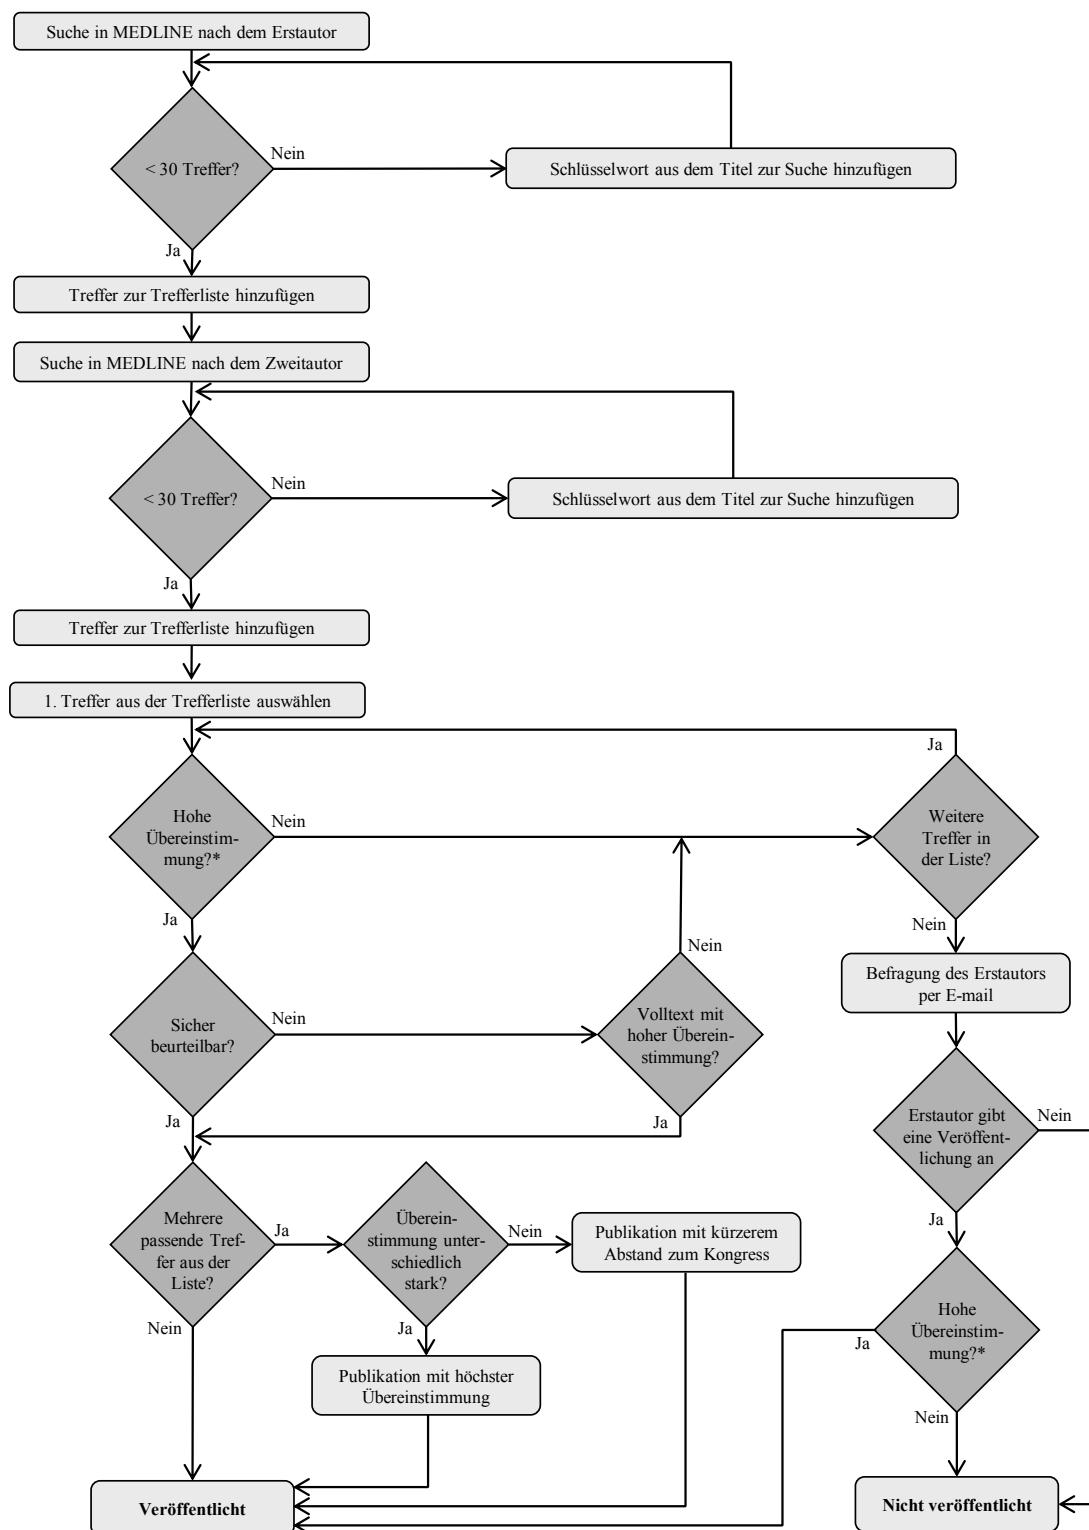 Suche in MEDLINE nach dem Erstautor
< 30 Treffer?
Nein
Schlüsselwort aus dem Titel zur Suche hinzufügen
Ja
Treffer zur Trefferliste hinzufügen
Suche in MEDLINE nach dem Zweitautor
< 30 Treffer?
Nein
Schlüsselwort aus dem Titel zur Suche hinzufügen
Ja
Treffer zur Trefferliste hinzufügen
1. Treffer aus der Trefferliste auswählen
Ja
Hohe
Übereinstim-
mung?*
Nein
Weitere
Treffer in
der Liste?
Ja
Nein
Nein
Befragung des Erstautors
per E-mail
Sicher
beurteilbar?
Nein
Volltext mit
hoher Überein-
stimmung?
Ja
Ja
Erstautor gibt
eine Veröffent-
lichung an
Nein
Ja
Mehrere
passende Tref-
fer aus der
Liste?
Ja
Überein-
stimmung unter-
schiedlich
stark?
Nein
Publikation mit kürzerem
Abstand zum Kongress
Nein
Ja
Hohe
Übereinstim-
mung?*
Ja
Publikation mit höchster
Übereinstimmung
Nein
Veröffentlicht
Nicht veröffentlicht